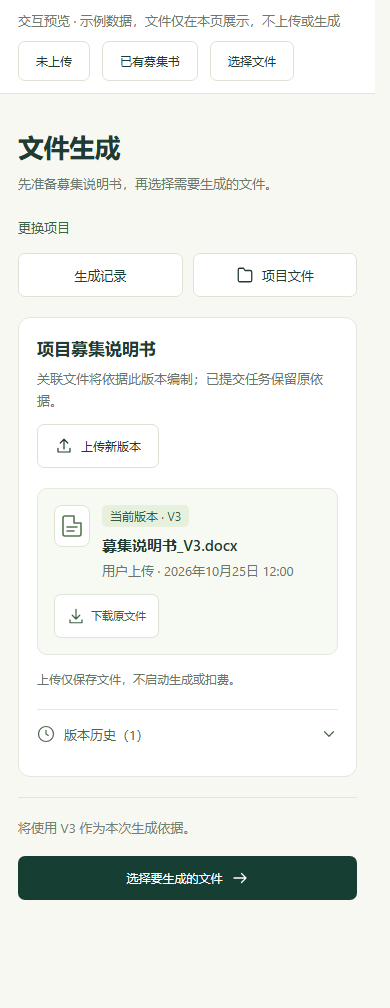 交互预览 · 示例数据，文件仅在本页展示，不上传或生成
未上传
已有募集书
选择文件
文件生成
先准备募集说明书，再选择需要生成的文件。
更换项目
生成记录
项目文件
项目募集说明书
关联文件将依据此版本编制；已提交任务保留原依
据。
上传新版本
当前版本 · V3
募集说明书_V3.docx
用户上传 · 2026年10月25日 12:00
下载原文件
上传仅保存文件，不启动生成或扣费。
版本历史（1）
将使用 V3 作为本次生成依据。
选择要生成的文件 →